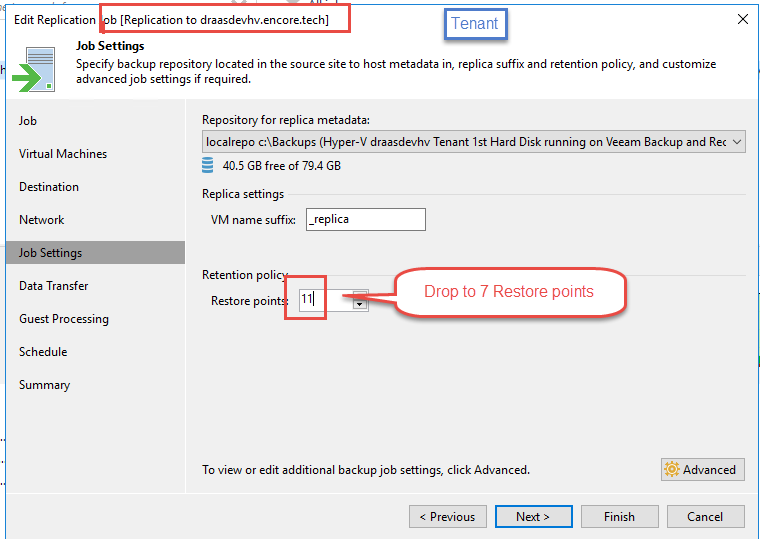 Edit Replication Job [Replication to draasdevhv.encore.tech]
Tenant
Job Settings
Specify backup repository located in the source site to host metadata in, replica suffix and retention policy, and customize
advanced job settings if required.
Job
Virtual Machines
Destination
Network
Job Settings
Data Transfer
Guest Processing
Schedule
Summary
Repository for replica metadata:
localrepo c:\Backups (Hyper-V draasdevhv Tenant 1st Hard Disk running on Veeam Backup and Rec
40.5 GB free of 79.4 GB
Replica settings
VM name suffix: _replica
Retention policy
Restore points: 11
Drop to 7 Restore points
To view or edit additional backup job settings, click Advanced.
Advanced
< Previous
Next >
Finish
Cancel